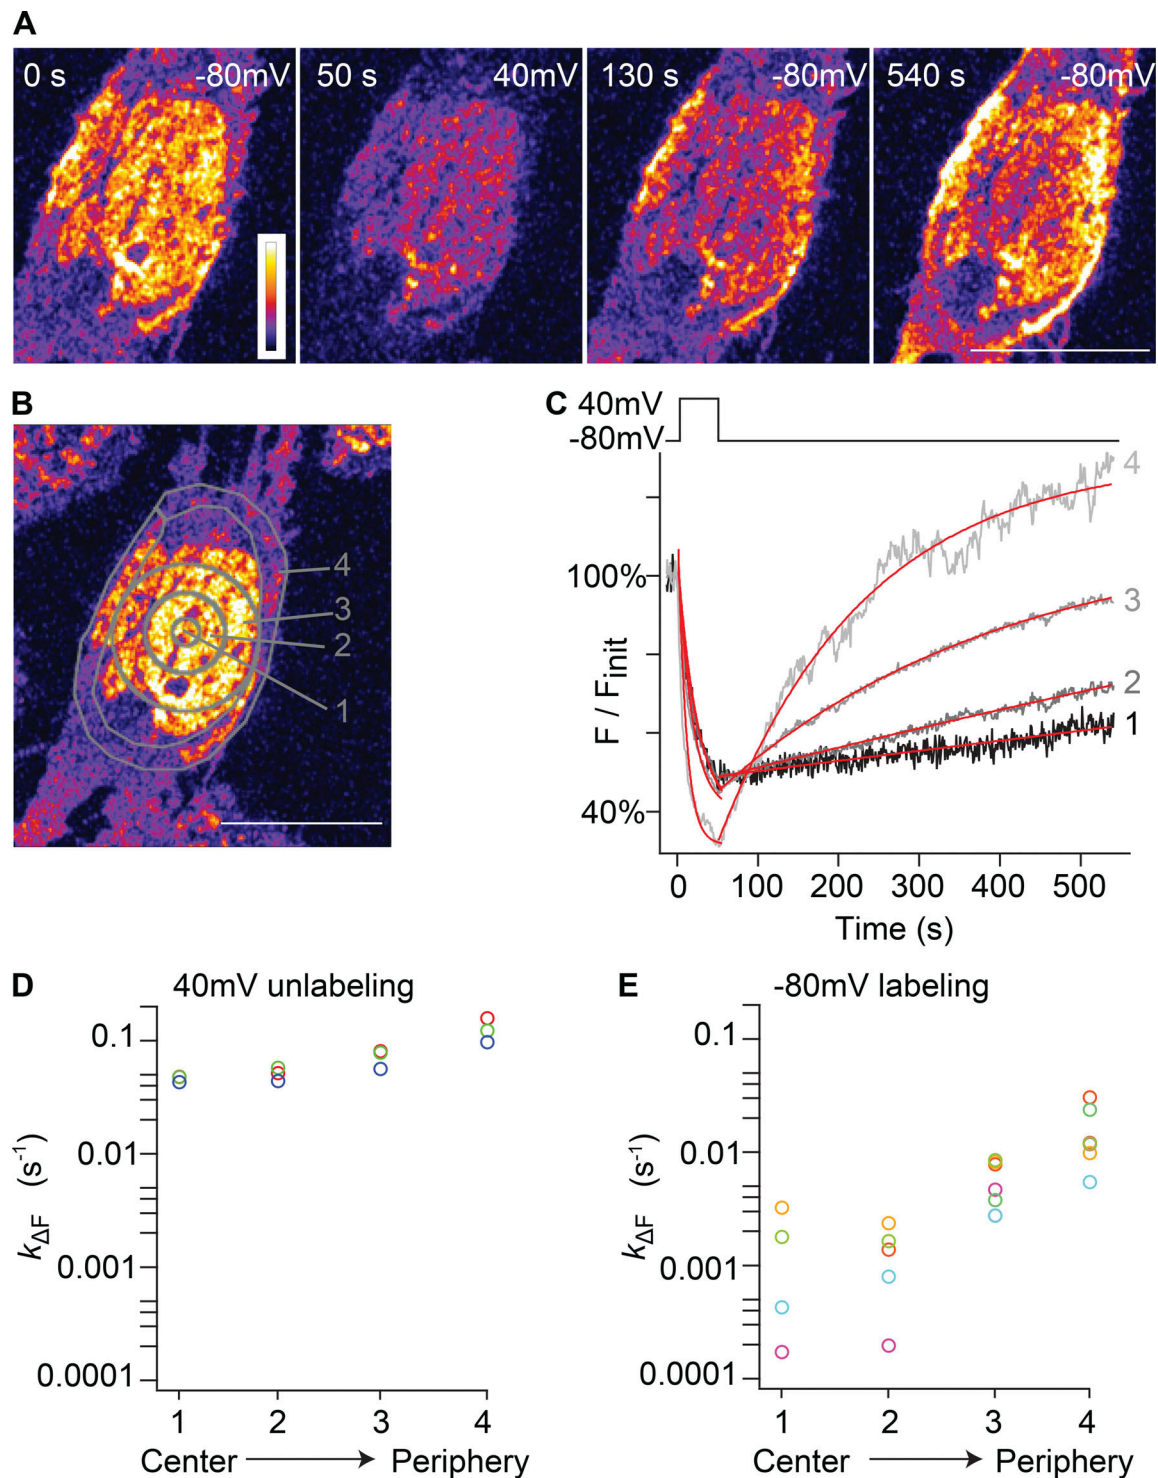 A
0 s -80mV
50 s 40mV
130 s -80mV
540 s -80mV
B
4
3
2
1
C
40mV
-80mV
4
3
2
1
100%
40%
F / Finit
0 100 200 300 400 500
Time (s)
D
40mV unlabeling
0.1
0.01
0.001
0.0001
kΔF (s-1)
1 2 3 4
Center Periphery
E
-80mV labeling
0.1
0.01
0.001
0.0001
kΔF (s-1)
1 2 3 4
Center Periphery